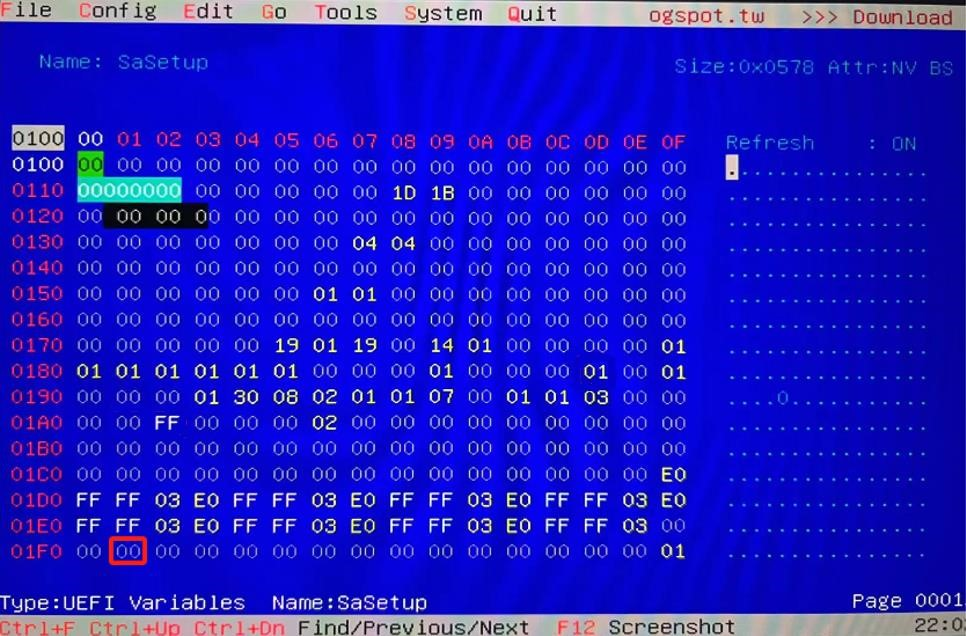 File Config Edit Go Tools System Quit ogspot.tw >>> Download
Name: SaSetup Size:0x0578 Attr:NV BS
0100 00 01 02 03 04 05 06 07 08 09 0A 0B 0C 0D 0E 0F Refresh : ON
0100 00 00 00 00 00 00 00 00 00 00 00 00 00 00 00 00 ................
0110 00000000 00 00 00 00 00 1D 1B 00 00 00 00 00 00 ................
0120 00 00 00 00 00 00 00 00 00 00 00 00 00 00 00 00 ................
0130 00 00 00 00 00 00 00 04 04 00 00 00 00 00 00 00 ................
0140 00 00 00 00 00 00 00 00 00 00 00 00 00 00 00 00 ................
0150 00 00 00 00 00 00 01 01 00 00 00 00 00 00 00 00 ................
0160 00 00 00 00 00 00 00 00 00 00 00 00 00 00 00 00 ................
0170 00 00 00 00 00 19 01 19 00 14 01 00 00 00 00 01 ................
0180 01 01 01 01 01 01 00 00 00 01 00 00 00 01 00 01 ................
0190 00 00 00 01 30 08 02 01 01 07 00 01 01 03 00 00 ....0...........
01A0 00 00 FF 00 00 00 02 00 00 00 00 00 00 00 00 00 ................
01B0 00 00 00 00 00 00 00 00 00 00 00 00 00 00 00 00 ................
01C0 00 00 00 00 00 00 00 00 00 00 00 00 00 00 00 E0 ................
01D0 FF FF 03 E0 FF FF 03 E0 FF FF 03 E0 FF FF 03 E0 ................
01E0 FF FF 03 E0 FF FF 03 E0 FF FF 03 E0 FF FF 03 00 ................
01F0 00 00 00 00 00 00 00 00 00 00 00 00 00 00 00 01 ................
Type:UEFI Variables Name:SaSetup Page 0001
Ctrl+F Ctrl+Up Ctrl+Dn Find/Previous/Next F12 Screenshot 22:0